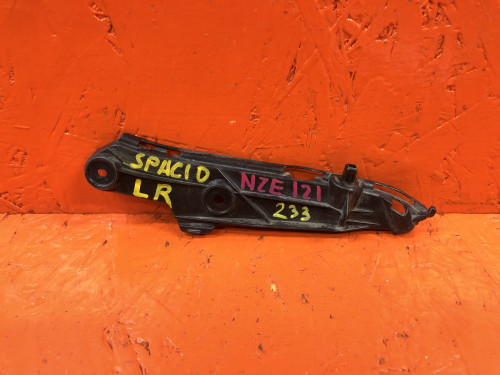 SPACIO
LR
NZE 121
233